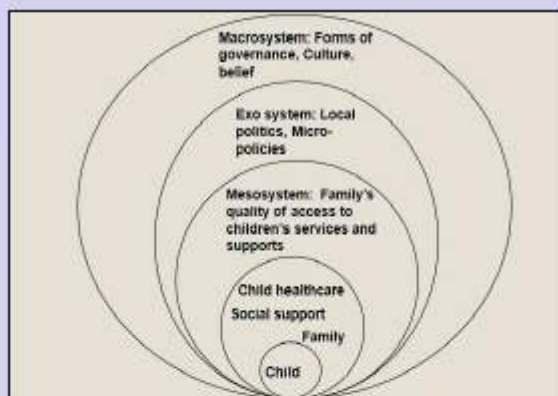 Macrosystem: Forms of
governance, Culture,
belief
Exo system: Local
politics, Micro-
policies
Mesosystem:  Family's
quality of access to
children's services and
supports
Child healthcare
Social support
Family
Child